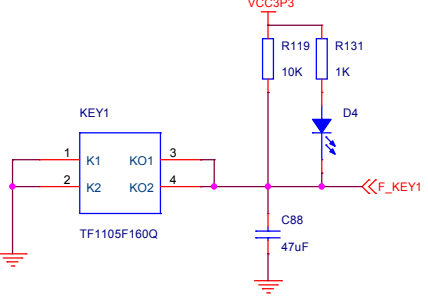 VCC3P3
R119
R131
10K
1K
D4
KEY1
1
K1
KO1
3
2
K2
KO2
4
F_KEY1
TF1105F160Q
C88
47uF